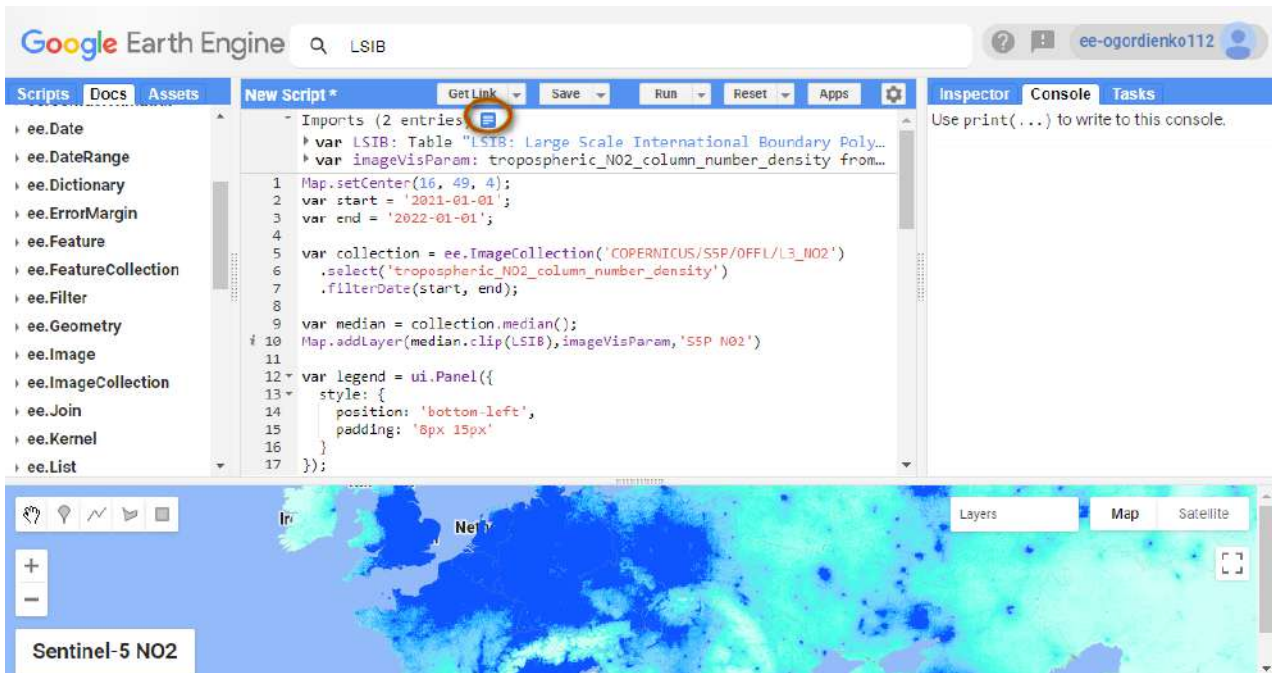 Google Earth Engine
LSIB
ee-ogordienko112
Scripts Docs Assets
ee.Date
ee.DateRange
ee.Dictionary
ee.ErrorMargin
ee.Feature
ee.FeatureCollection
ee.Filter
ee.Geometry
ee.Image
ee.ImageCollection
ee.Join
ee.Kernel
ee.List
New Script * Get Link Save Run Reset Apps
Imports (2 entries)
var LSIB: Table "LSIB: Large Scale International Boundary Poly…
var imageVisParam: tropospheric_NO2_column_number_density from…
1 Map.setCenter(16, 49, 4);
2 var start = '2021-01-01';
3 var end = '2022-01-01';
4
5 var collection = ee.ImageCollection('COPERNICUS/S5P/OFFL/L3_NO2')
6 .select('tropospheric_NO2_column_number_density')
7 .filterDate(start, end);
8
9 var median = collection.median();
i 10 Map.addLayer(median.clip(LSIB),imageVisParam,'S5P NO2')
11
12 var legend = ui.Panel({
13 style: {
14 position: 'bottom-left',
15 padding: '8px 15px'
16 }
17 });
Inspector Console Tasks
Use print(...) to write to this console.
Layers
Map Satellite
Sentinel-5 NO2